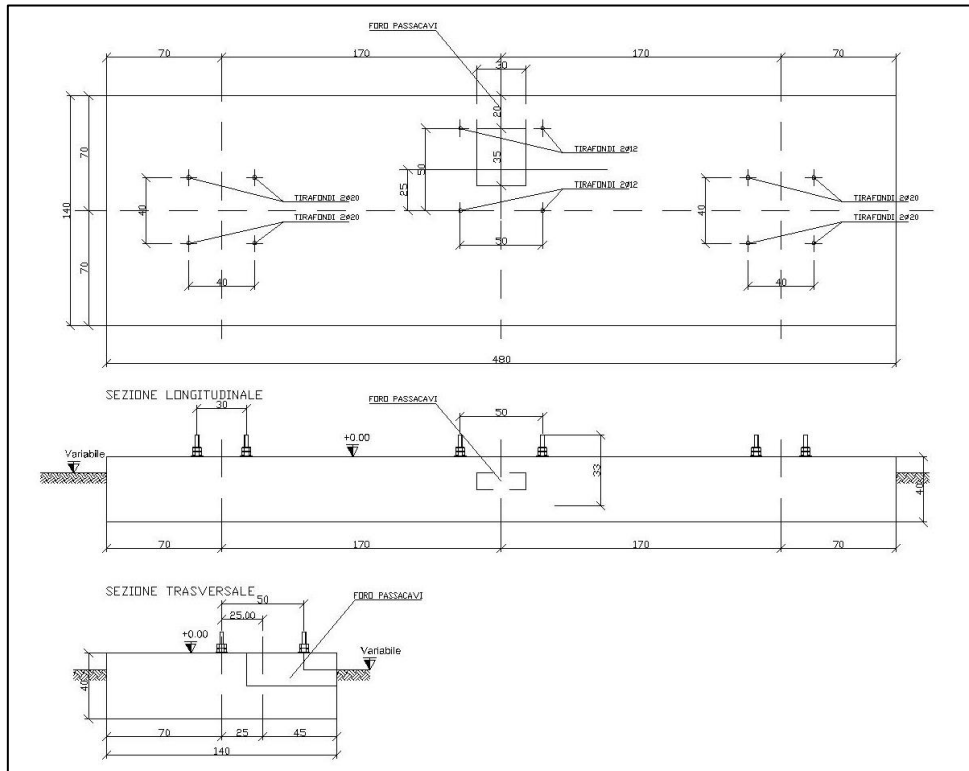 FORO PASSACAVI
70 170 170 70
30
20
70
50 35 TIRAFONDI 2Ø12
25
TIRAFONDI 2Ø12
140
40 TIRAFONDI 2Ø20
TIRAFONDI 2Ø20
40 TIRAFONDI 2Ø20
TIRAFONDI 2Ø20
50
70
40 40
480
SEZIONE LONGITUDINALE
FORO PASSACAVI
30 50
+0.00
Variabile
33
40
70 170 170 70
SEZIONE TRASVERSALE
FORO PASSACAVI
50
25.00
+0.00
Variabile
40
70 25 45
140